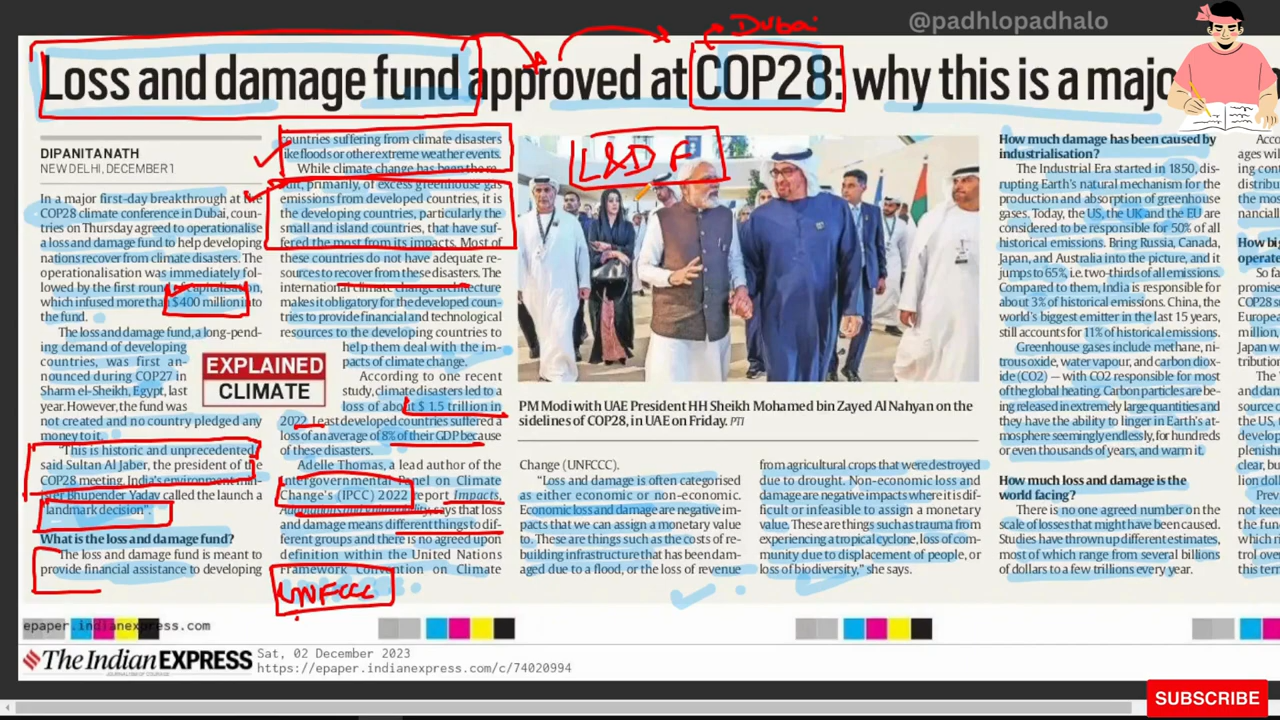 @padhlopadhalo
Dubai
Loss and damage fund approved at COP28: why this is a majo
DIPANITA NATH
NEW DELHI, DECEMBER 1
In a major first-day breakthrough at the
COP28 climate conference in Dubai, coun-
tries on Thursday agreed to operationalise
a loss and damage fund to help developing
nations recover from climate disasters. The
operationalisation was immediately fol-
lowed by the first round of capitalisation,
which infused more than $400 million into
the fund.
The loss and damage fund, a long-pend-
ing demand of developing
countries, was first an-
nounced during COP27 in
Sharm el-Sheikh, Egypt, last
year. However, the fund was
not created and no country pledged any
money to it.
"This is historic and unprecedented,"
said Sultan Al Jaber, the president of the
COP28 meeting. India's environment min-
ister Bhupender Yadav called the launch a
"landmark decision".
What is the loss and damage fund?
The loss and damage fund is meant to
provide financial assistance to developing
EXPLAINED
CLIMATE
countries suffering from climate disasters
like floods or other extreme weather events.
While climate change has been the re-
sult, primarily, of excess greenhouse gas
emissions from developed countries, it is
the developing countries, particularly the
small and island countries, that have suf-
fered the most from its impacts. Most of
these countries do not have adequate re-
sources to recover from these disasters. The
international climate change architecture
makes it obligatory for the developed coun-
tries to provide financial and technological
resources to the developing countries to
help them deal with the im-
pacts of climate change.
According to one recent
study, climate disasters led to a
loss of about $ 1.5 trillion in
2022. Least developed countries suffered a
loss of an average of 8% of their GDP because
of these disasters.
Adelle Thomas, a lead author of the
Intergovernmental Panel on Climate
Change's (IPCC) 2022 report Impacts,
Adaptations and Vulnerability, says that loss
and damage means different things to dif-
ferent groups and there is no agreed upon
definition within the United Nations
Framework Convention on Climate
UNFCCC
L&DF
PM Modi with UAE President HH Sheikh Mohamed bin Zayed Al Nahyan on the
sidelines of COP28, in UAE on Friday. PTI
Change (UNFCCC).
"Loss and damage is often categorised
as either economic or non-economic.
Economic loss and damage are negative im-
pacts that we can assign a monetary value
to. These are things such as the costs of re-
building infrastructure that has been dam-
aged due to a flood, or the loss of revenue
from agricultural crops that were destroyed
due to drought. Non-economic loss and
damage are negative impacts where it is dif-
ficult or infeasible to assign a monetary
value. These are things such as trauma from
experiencing a tropical cyclone, loss of com-
munity due to displacement of people, or
loss of biodiversity," she says.
How much damage has been caused by
industrialisation?
The Industrial Era started in 1850, dis-
rupting Earth's natural mechanism for the
production and absorption of greenhouse
gases. Today, the US, the UK and the EU are
considered to be responsible for 50% of all
historical emissions. Bring Russia, Canada,
Japan, and Australia into the picture, and it
jumps to 65%, i.e. two-thirds of all emissions.
Compared to them, India is responsible for
about 3% of historical emissions. China, the
world's biggest emitter in the last 15 years,
still accounts for 11% of historical emissions.
Greenhouse gases include methane, ni-
trous oxide, water vapour, and carbon diox-
ide (CO2) — with CO2 responsible for most
of the global heating. Carbon particles are be-
ing released in extremely large quantities and
they have the ability to linger in Earth's at-
mosphere seemingly endlessly, for hundreds
or even thousands of years, and warm it.
How much loss and damage is the
world facing?
There is no one agreed number on the
scale of losses that might have been caused.
Studies have thrown up different estimates,
most of which range from several billions
of dollars to a few trillions every year.
epaper.indianexpress.com
The Indian EXPRESS
Sat, 02 December 2023
https://epaper.indianexpress.com/c/74020994
SUBSCRIBE